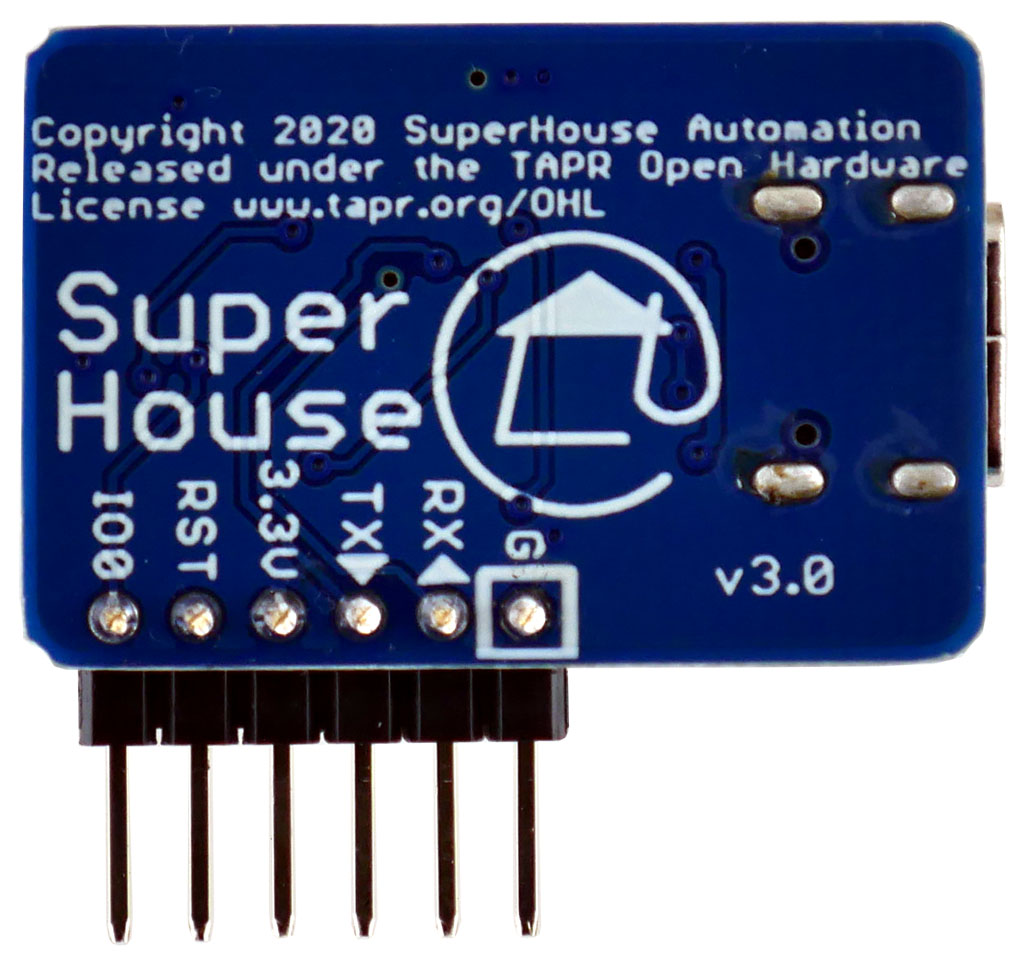 Copyright 2020 SuperHouse Automation
Released under the TAPR Open Hardware
License www.tapr.org/OHL
Super
House
IO0
RST
3.3V
TX
RX
G
v3.0